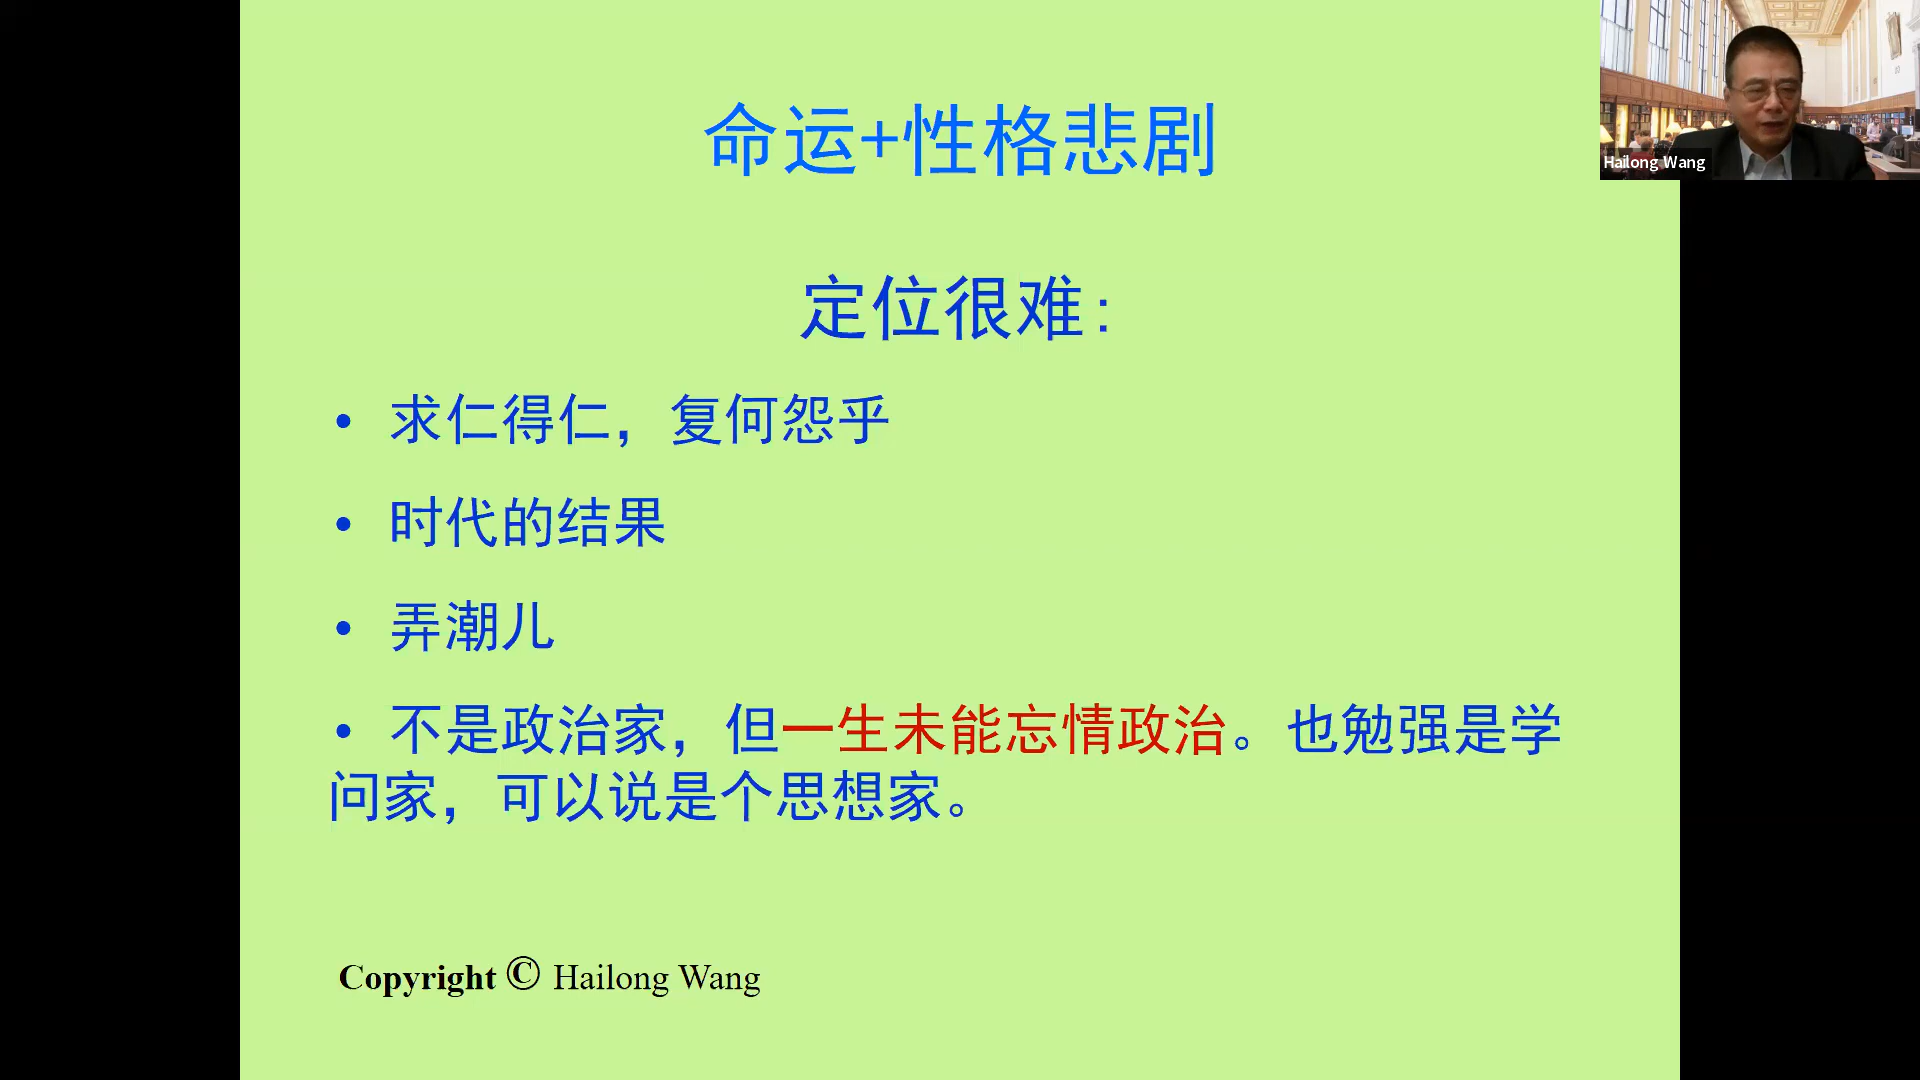 命运+性格悲剧
Hailong Wang
定位很难:
• 求仁得仁，复何怨乎
• 时代的结果
• 弄潮儿
• 不是政治家，但一生未能忘情政治。也勉强是学
问家，可以说是个思想家。
Copyright © Hailong Wang